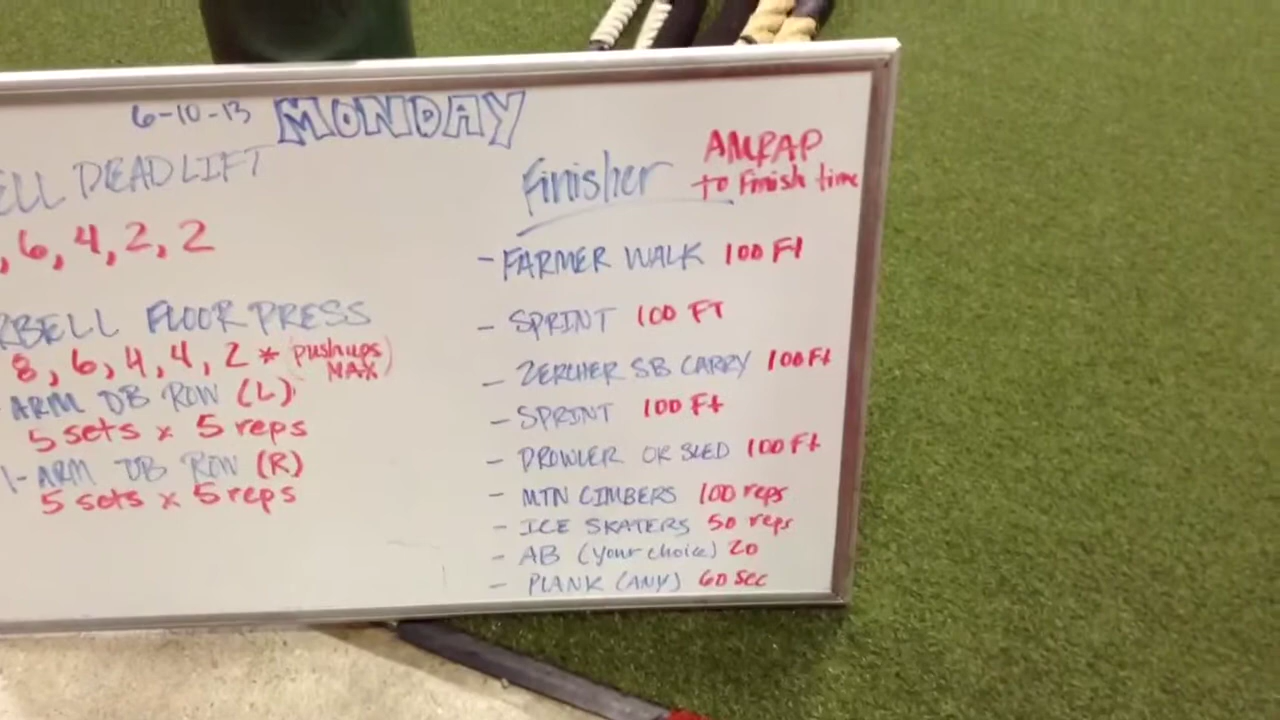 6-10-13 MONDAY
ELL DEADLIFT
, 6, 4, 2, 2
RBELL FLOOR PRESS
8, 6, 4, 4, 2 * pushups
MAX
ARM DB ROW (L)
5 sets x 5 reps
1-ARM DB ROW (R)
5 sets x 5 reps
Finisher
AMRAP
to Finish time
- FARMER WALK 100 Ft
- SPRINT 100 FT
- ZERCHER SB CARRY 100 Ft
- SPRINT 100 Ft
- PROWLER OR SLED 100 Ft
- MTN CIMBERS 100 reps
- ICE SKATERS 50 reps
- AB (your choice) 20
- PLANK (ANY) 60 Sec